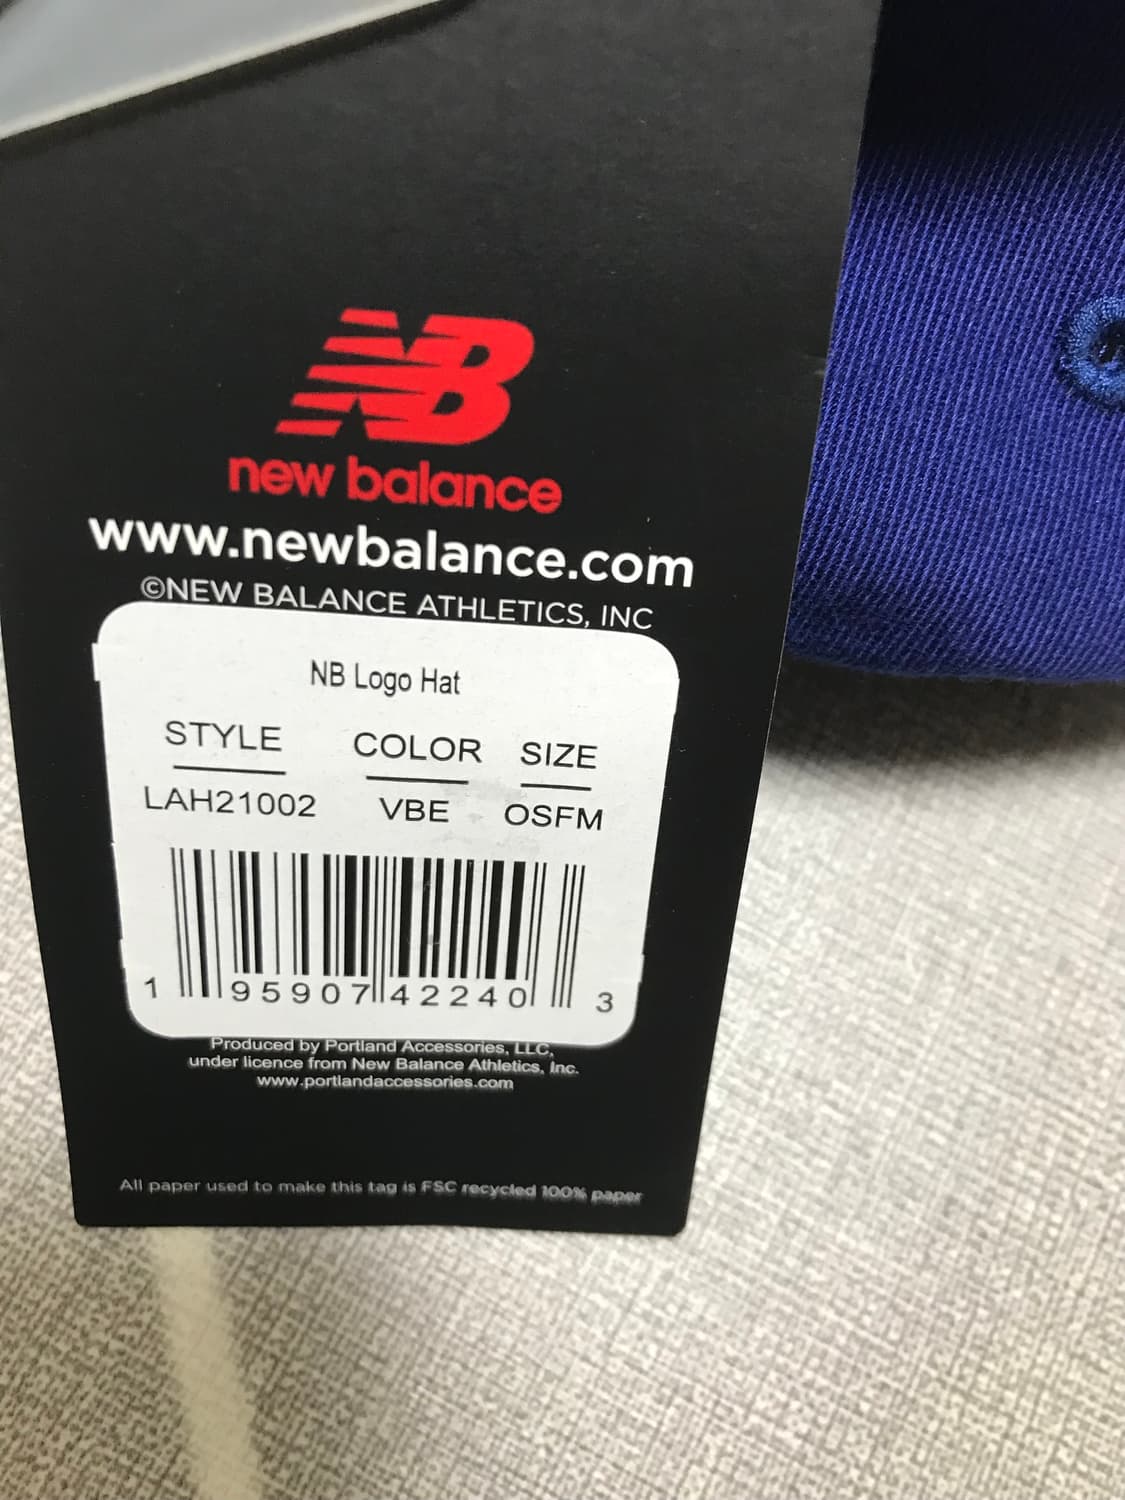 NB
new balance
www.newbalance.com
©NEW BALANCE ATHLETICS, INC
NB Logo Hat
STYLE COLOR SIZE
LAH21002 VBE OSFM
1 95907 42240 3
Produced by Portland Accessories, LLC,
under licence from New Balance Athletics, Inc.
www.portlandaccessories.com
All paper used to make this tag is FSC recycled 100% paper